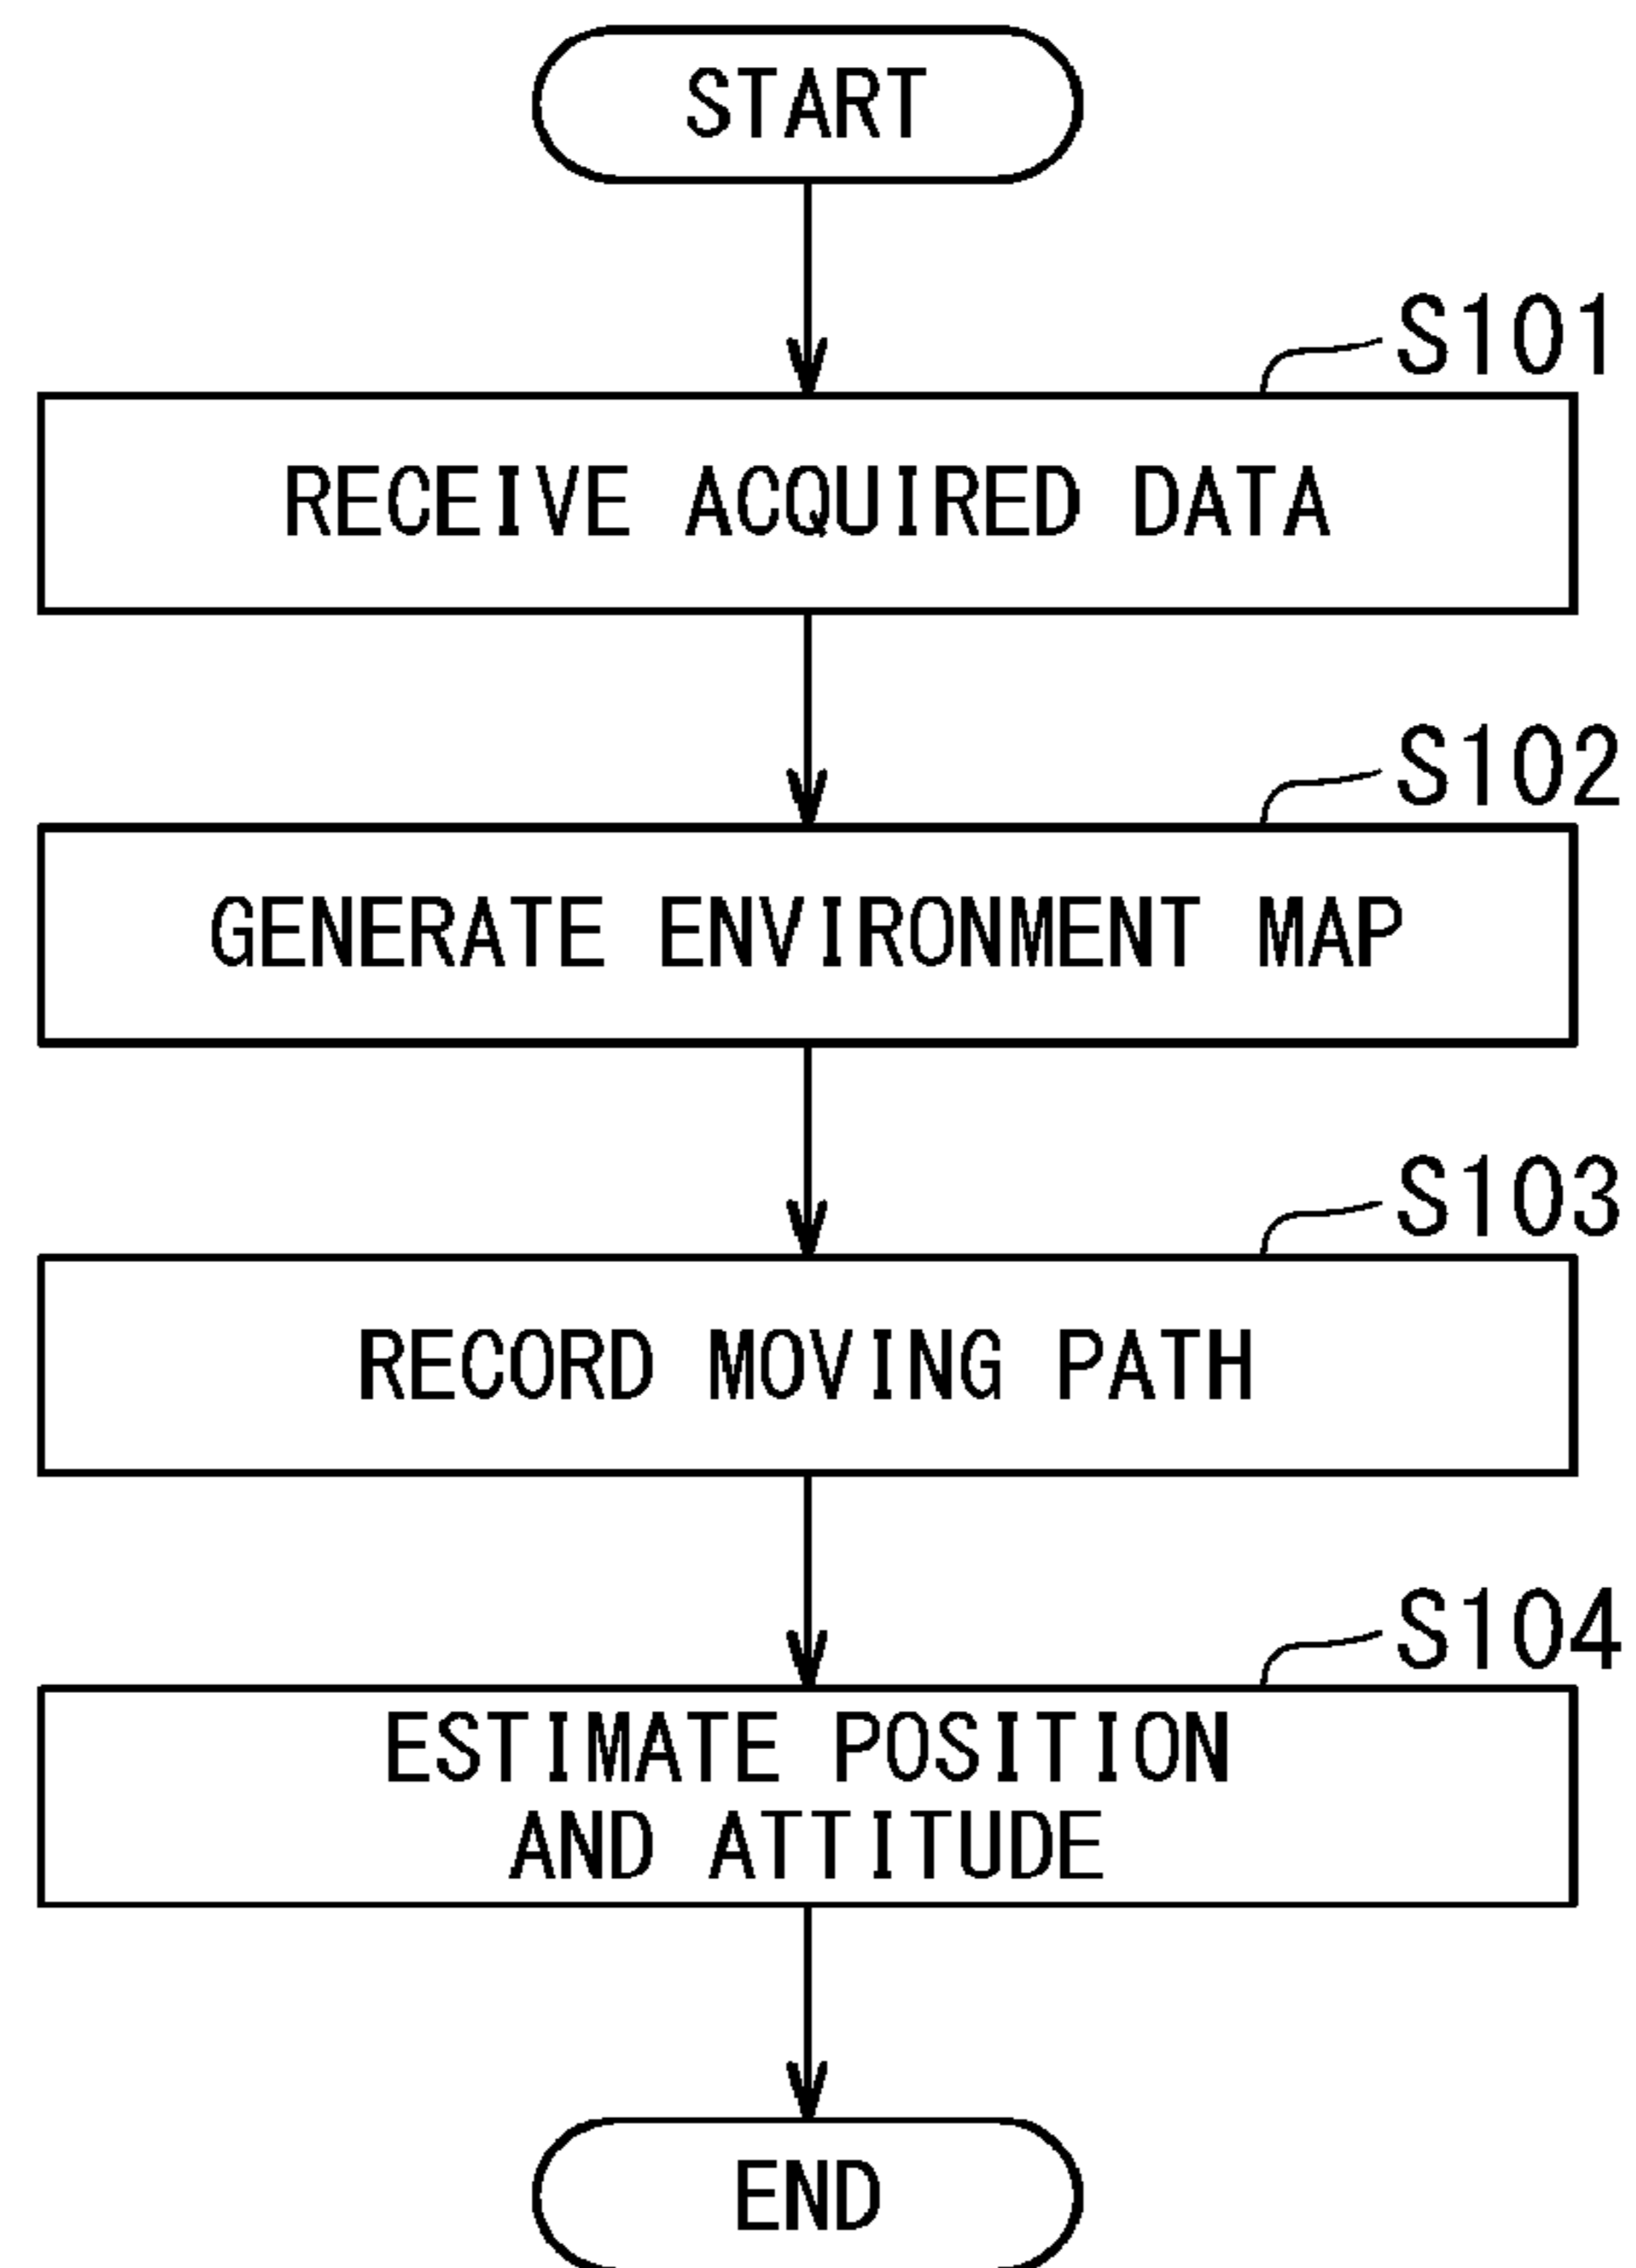 START
S101
RECEIVE ACQUIRED DATA
S102
GENERATE ENVIRONMENT MAP
S103
RECORD MOVING PATH
S104
ESTIMATE POSITION
AND ATTITUDE
END